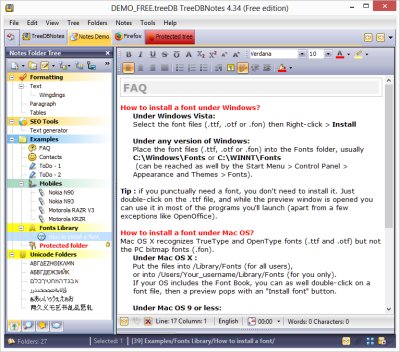 DEMO_FREE.treeDB TreeDBNotes 4.34 (Free edition)
File Edit View Tree DB Folders Notes Tools Help
TreeDBNotes Notes Demo Firefox Protected tree
Notes Folder Tree
Formatting
Text
Wingdings
Paragraph
Tables
SEO Tools
Text generator
Examples
FAQ
Contacts
ToDo - 1
ToDo - 2
Mobiles
Nokia N90
Nokia N93
Motorola RAZR V3
Motorola KRZR
Fonts Library
How to install a font
Protected folder
Unicode Folders
Verdana 10
FAQ
How to install a font under Windows?
Under Windows Vista:
Select the font files (.ttf, .otf or .fon) then Right-click > Install
Under any version of Windows:
Place the font files (.ttf, .otf or .fon) into the Fonts folder, usually
C:\Windows\Fonts or C:\WINNT\Fonts
(can be reached as well by the Start Menu > Control Panel >
Appearance and Themes > Fonts).
Tip : if you punctually need a font, you don't need to install it. Just
double-click on the .ttf file, and while the preview window is opened you
can use it in most of the programs you'll launch (apart from a few
exceptions like OpenOffice).
How to install a font under Mac OS?
Mac OS X recognizes TrueType and OpenType fonts (.ttf and .otf) but not
the PC bitmap fonts (.fon).
Under Mac OS X :
Put the files into /Library/Fonts (for all users),
or into /Users/Your_username/Library/Fonts (for you only).
If your OS includes the Font Book, you can as well double-click on a
font file, then a preview pops with an "Install font" button.
Under Mac OS 9 or less:
Line: 17 Column: 1 Words: 0 Characters: 0
Folders: 27 Selected: 1 [39] Examples/Fonts Library/How to install a font/